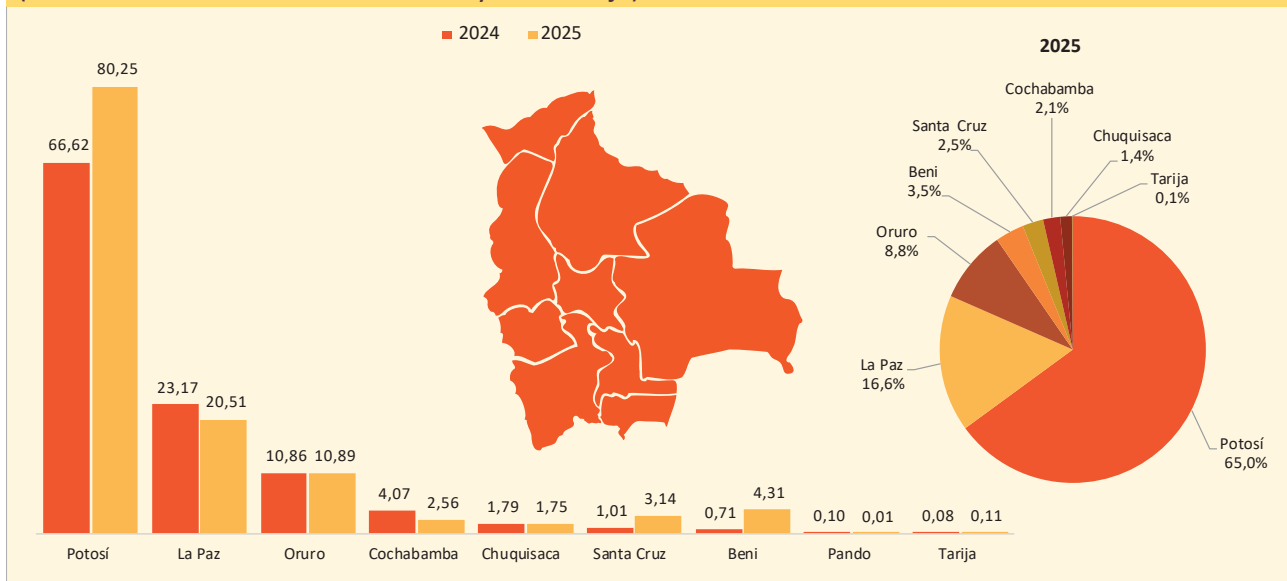 2024 2025
80,25
66,62
23,17
20,51
10,86 10,89
4,07
2,56
1,79 1,75
1,01
3,14
0,71
4,31
0,10 0,01
0,08 0,11
Potosí La Paz Oruro Cochabamba Chuquisaca Santa Cruz Beni Pando Tarija
2025
Cochabamba
2,1%
Santa Cruz
2,5%
Chuquisaca
1,4%
Beni
3,5%
Tarija
0,1%
Oruro
8,8%
La Paz
16,6%
Potosí
65,0%